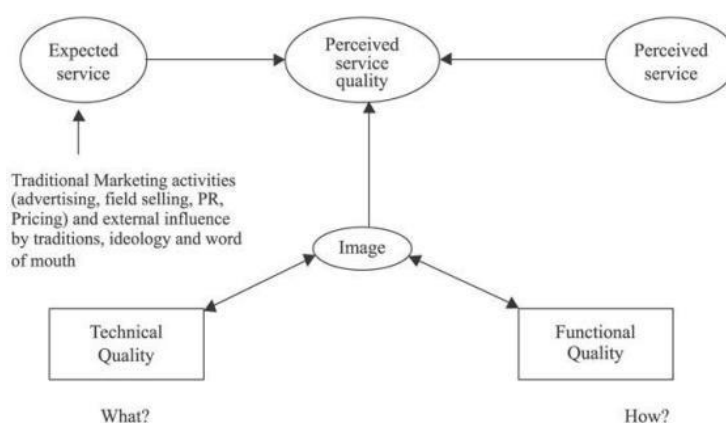 Expected
service
Perceived
service
quality
Perceived
service
Traditional Marketing activities
(advertising, field selling, PR,
Pricing) and external influence
by traditions, ideology and word
of mouth
Image
Technical
Quality
Functional
Quality
What?
How?